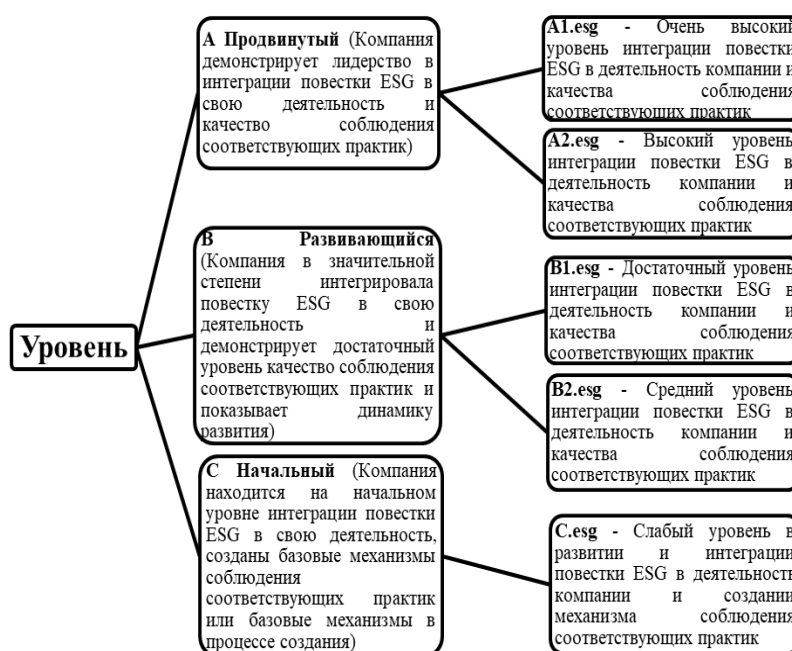 Уровень
А Продвинутый (Компания
демонстрирует лидерство в
интеграции повестки ESG в
свою деятельность и
качество соблюдения
соответствующих практик)
В Развивающийся
(Компания в значительной
степени интегрировала
повестку ESG в свою
деятельность и
демонстрирует достаточный
уровень качество соблюдения
соответствующих практик и
показывает динамику
развития)
С Начальный (Компания
находится на начальном
уровне интеграции повестки
ESG в свою деятельность,
созданы базовые механизмы
соблюдения
соответствующих практик
или базовые механизмы в
процессе создания)
A1.esg - Очень высокий
уровень интеграции повестки
ESG в деятельность компании и
качества соблюдения
соответствующих практик
A2.esg - Высокий уровень
интеграции повестки ESG в
деятельность компании и
качества соблюдения
соответствующих практик
B1.esg - Достаточный уровень
интеграции повестки ESG в
деятельность компании и
качества соблюдения
соответствующих практик
B2.esg - Средний уровень
интеграции повестки ESG в
деятельность компании и
качества соблюдения
соответствующих практик
C.esg - Слабый уровень в
развитии и интеграции
повестки ESG в деятельность
компании и создании
механизма соблюдения
соответствующих практик